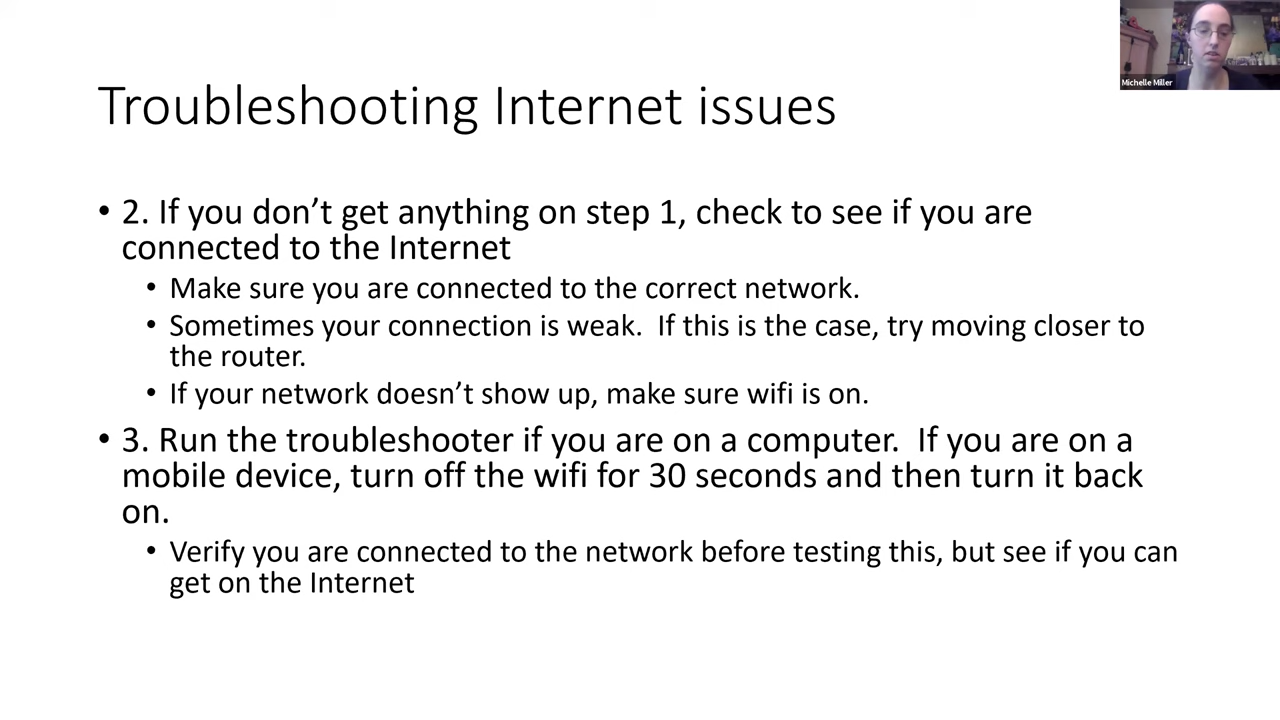 Michelle Miller
Troubleshooting Internet issues
• 2. If you don’t get anything on step 1, check to see if you are
connected to the Internet
• Make sure you are connected to the correct network.
• Sometimes your connection is weak.  If this is the case, try moving closer to
the router.
• If your network doesn’t show up, make sure wifi is on.
• 3. Run the troubleshooter if you are on a computer.  If you are on a
mobile device, turn off the wifi for 30 seconds and then turn it back
on.
• Verify you are connected to the network before testing this, but see if you can
get on the Internet